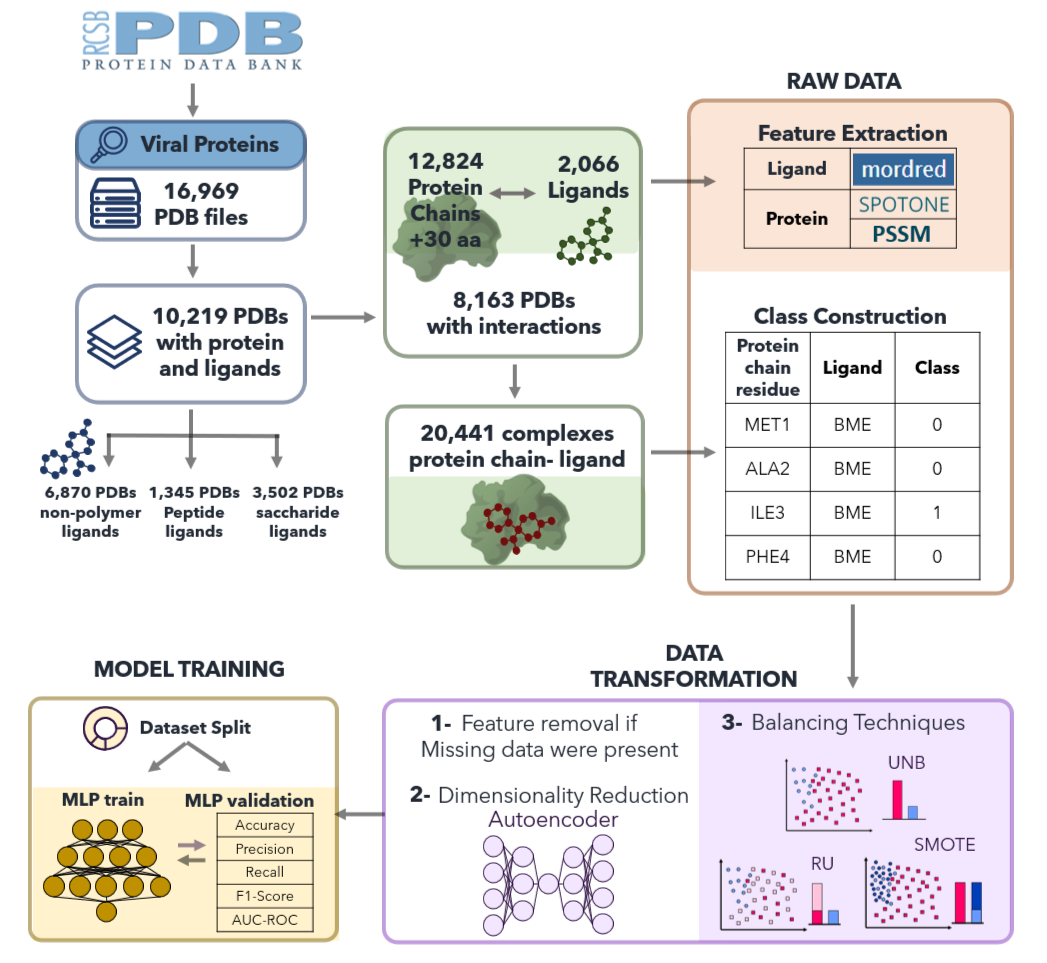 RCSB
PDB
PROTEIN DATA BANK
Viral Proteins
16,969
PDB files
10,219 PDBs
with protein
and ligands
6,870 PDBs
non-polymer
ligands
1,345 PDBs
Peptide
ligands
3,502 PDBs
saccharide
ligands
12,824
Protein
Chains
+30 aa
2,066
Ligands
8,163 PDBs
with interactions
20,441 complexes
protein chain- ligand
RAW DATA
Feature Extraction
Ligand
mordred
Protein
SPOTONE
PSSM
Class Construction
Protein
chain
residue
Ligand
Class
MET1 BME 0
ALA2 BME 0
ILE3 BME 1
PHE4 BME 0
DATA
TRANSFORMATION
1- Feature removal if
Missing data were present
2- Dimensionality Reduction
Autoencoder
3- Balancing Techniques
UNB
RU
SMOTE
MODEL TRAINING
Dataset Split
MLP train
MLP validation
Accuracy
Precision
Recall
F1-Score
AUC-ROC